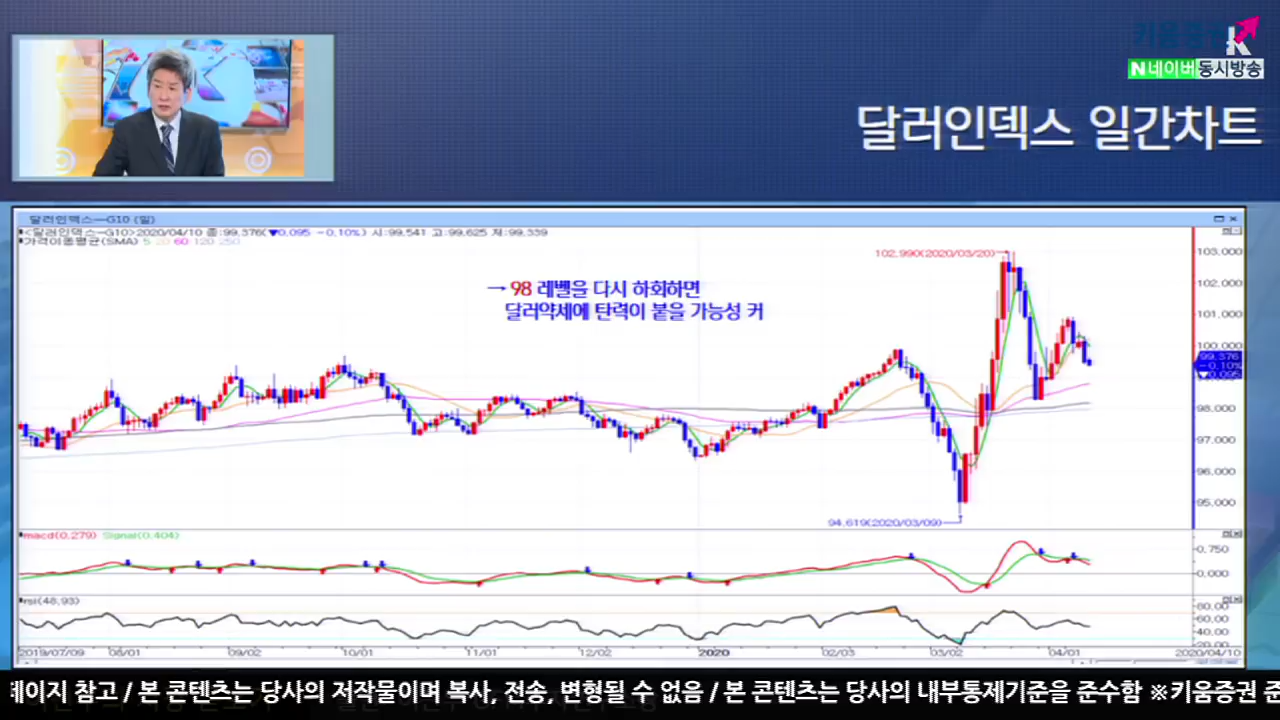 키움증권
K
N네이버 동시방송
달러인덱스 일간차트
달러인덱스-G10 (일)
<달러인덱스-G10>2020/04/10 종:99.376(▼0.095 -0.10%) 시:99.541 고:99.625 저:99.339
가격이동평균(SMA) 5 20 60 120 250
102.990(2020/03/20)→
→ 98 레벨을 다시 하회하면
달러약세에 탄력이 붙을 가능성 커
103.000
102.000
101.000
100.000
99.376
-0.10%
▼0.095
98.000
97.000
96.000
95.000
94.619(2020/03/09)
macd(0.279) Signal(0.404)
0.750
0.000
rsi(48.93)
80.00
60.00
40.00
20.00
2019/07/09 08/01 09/02 10/01 11/01 12/02 2020 02/03 03/02 04/01 2020/04/10
페이지 참고 / 본 콘텐츠는 당사의 저작물이며 복사, 전송, 변형될 수 없음 / 본 콘텐츠는 당사의 내부통제기준을 준수함 ※키움증권 준